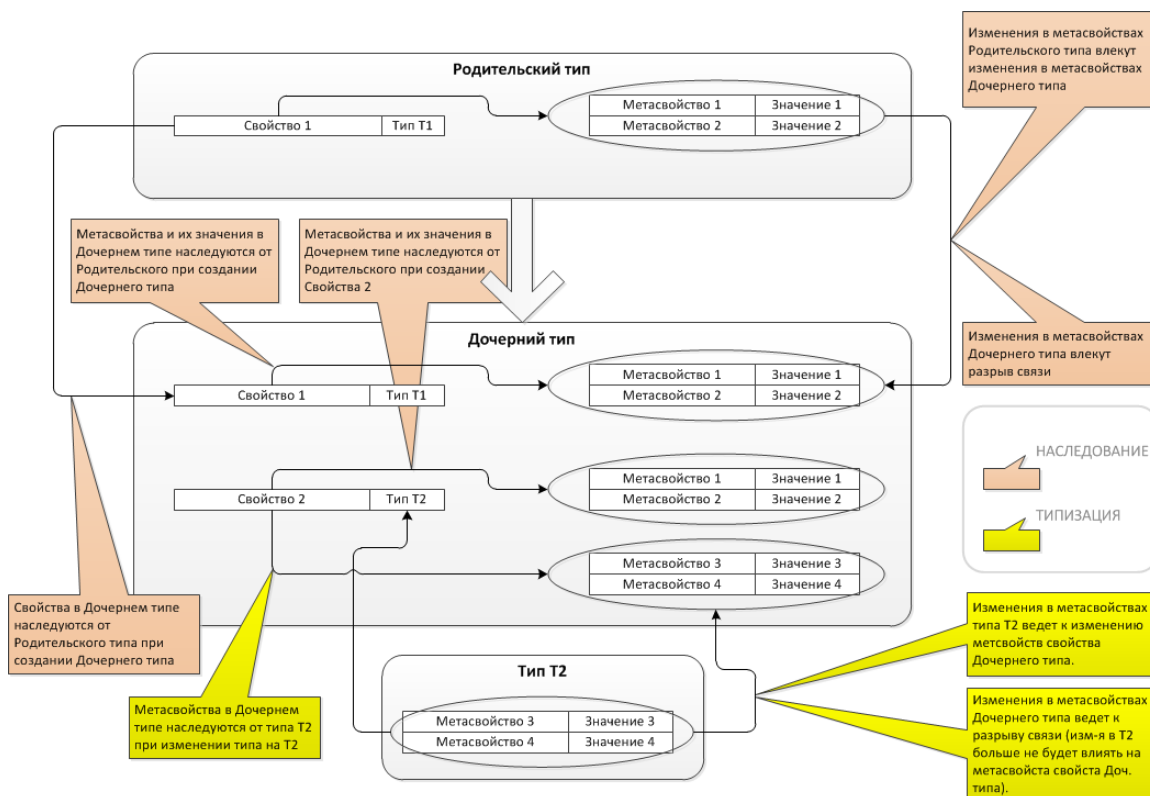 Изменения в метасвойствах
Родительского типа влекут
изменения в метасвойствах
Дочернего типа
Родительский тип
Свойство 1 Тип Т1
Метасвойство 1 Значение 1
Метасвойство 2 Значение 2
Метасвойства и их значения в
Дочернем типе наследуются от
Родительского при создании
Дочернего типа
Метасвойства и их значения в
Дочернем типе наследуются от
Родительского при создании
Свойства 2
Изменения в метасвойствах
Дочернего типа влекут
разрыв связи
Дочерний тип
Свойство 1 Тип Т1
Метасвойство 1 Значение 1
Метасвойство 2 Значение 2
Свойство 2 Тип Т2
Метасвойство 1 Значение 1
Метасвойство 2 Значение 2
Метасвойство 3 Значение 3
Метасвойство 4 Значение 4
НАСЛЕДОВАНИЕ
ТИПИЗАЦИЯ
Свойства в Дочернем типе
наследуются от
Родительского типа при
создании Дочернего типа
Изменения в метасвойствах
типа Т2 ведет к изменению
метсвойств свойства
Дочернего типа.
Тип Т2
Метасвойство 3 Значение 3
Метасвойство 4 Значение 4
Метасвойства в Дочернем
типе наследуются от типа Т2
при изменении типа на Т2
Изменения в метасвойствах
Дочернего типа ведет к
разрыву связи (изм-я в Т2
больше не будет влиять на
метасвойста свойста Доч.
типа).